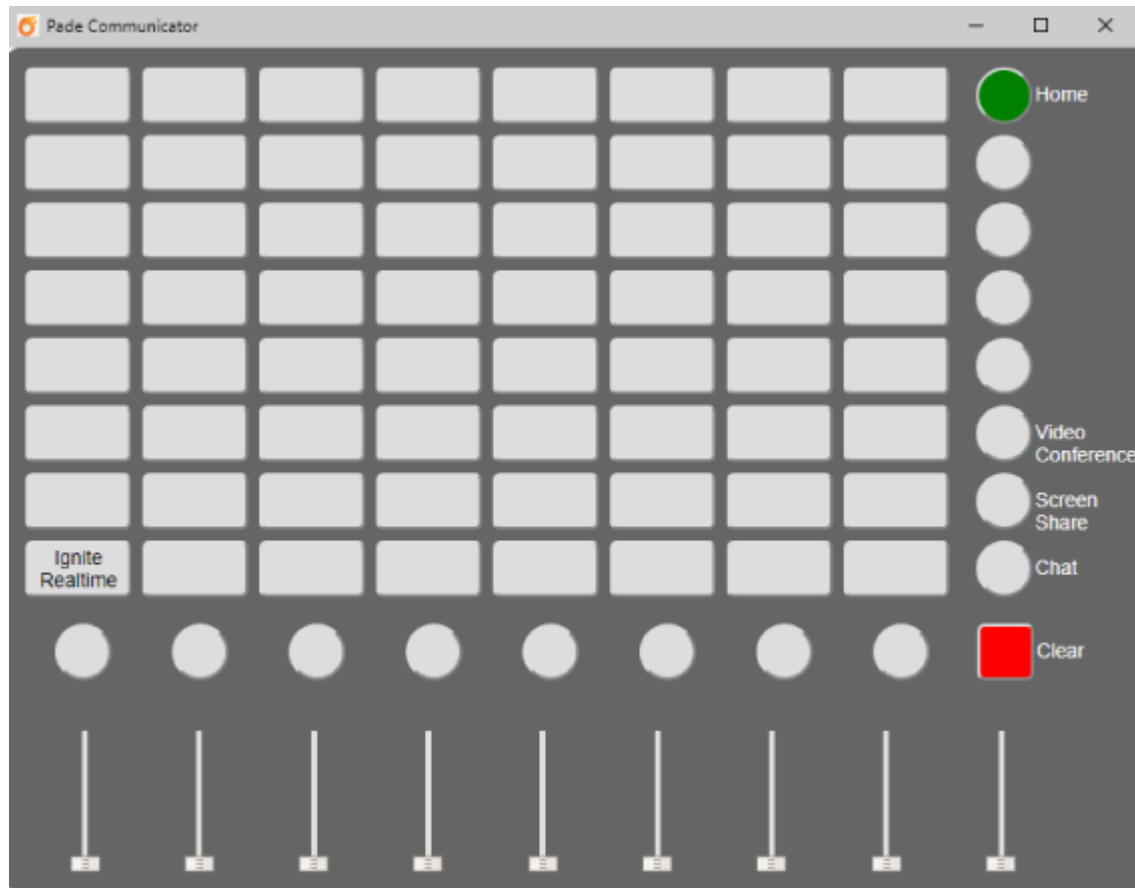 Pade Communicator
Home
Video
Conference
Screen
Share
Ignite
Realtime
Chat
Clear